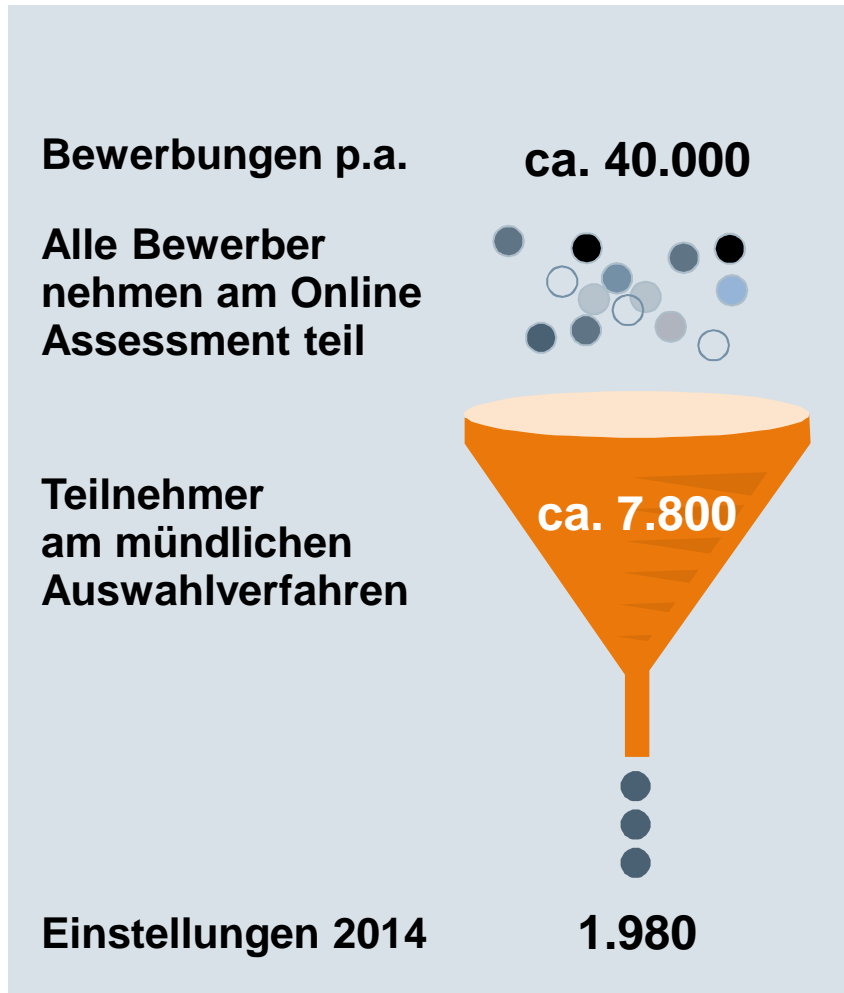 Bewerbungen p.a. ca. 40.000
Alle Bewerber
nehmen am Online
Assessment teil
Teilnehmer
am mündlichen
Auswahlverfahren
ca. 7.800
Einstellungen 2014 1.980